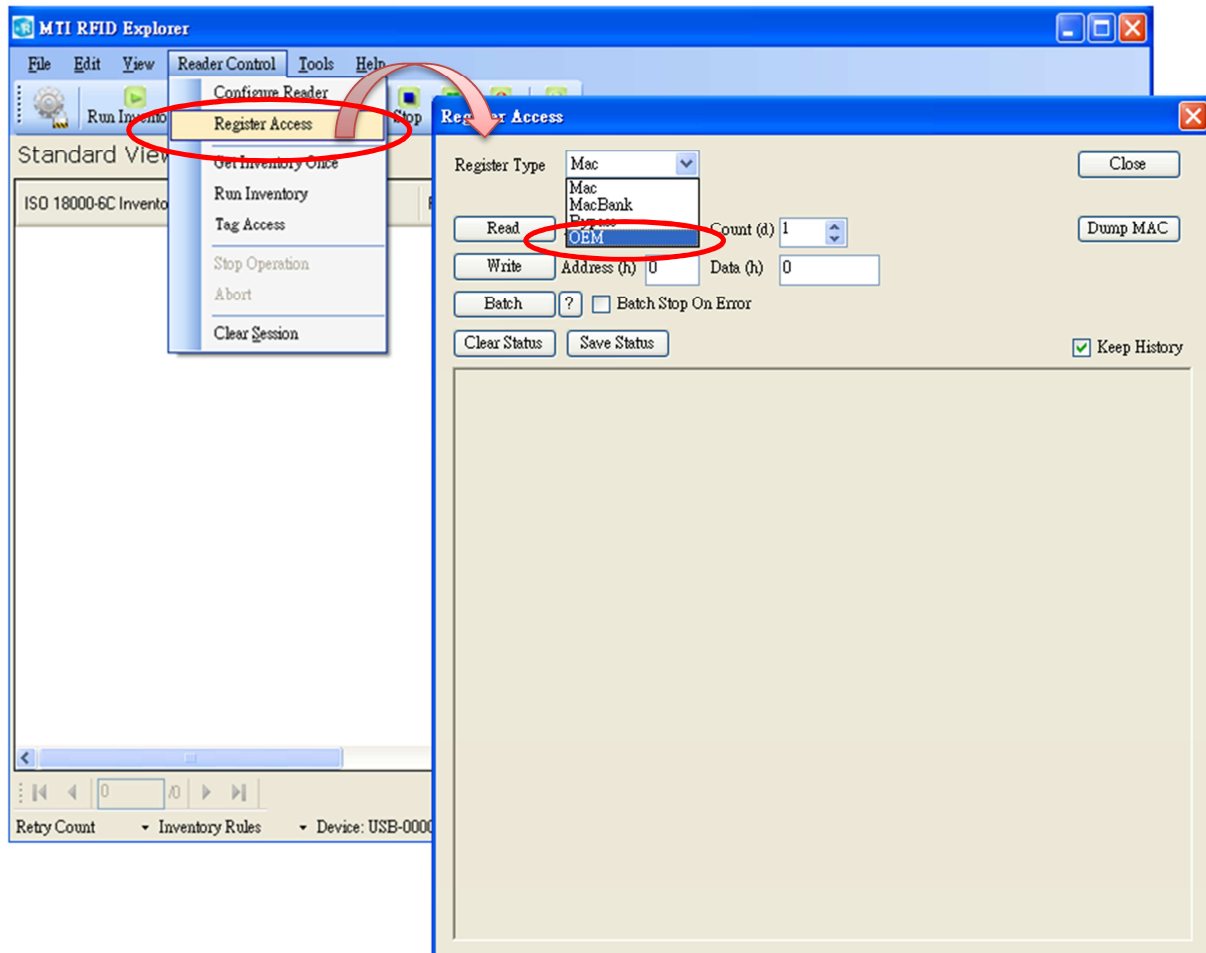 MTI RFID Explorer
File Edit View Reader Control Tools Help
Run Invento
Stop
Configure Reader
Register Access
Get Inventory Once
Run Inventory
Tag Access
Stop Operation
Abort
Clear Session
Standard View
ISO 18000-6C Invento
0 /0
Retry Count Inventory Rules Device: USB-0000
Register Access
Register Type Mac Close
Mac
MacBank
Bypass
OEM
Read Count (d) 1 Dump MAC
Write Address (h) 0 Data (h) 0
Batch ? Batch Stop On Error
Clear Status Save Status Keep History